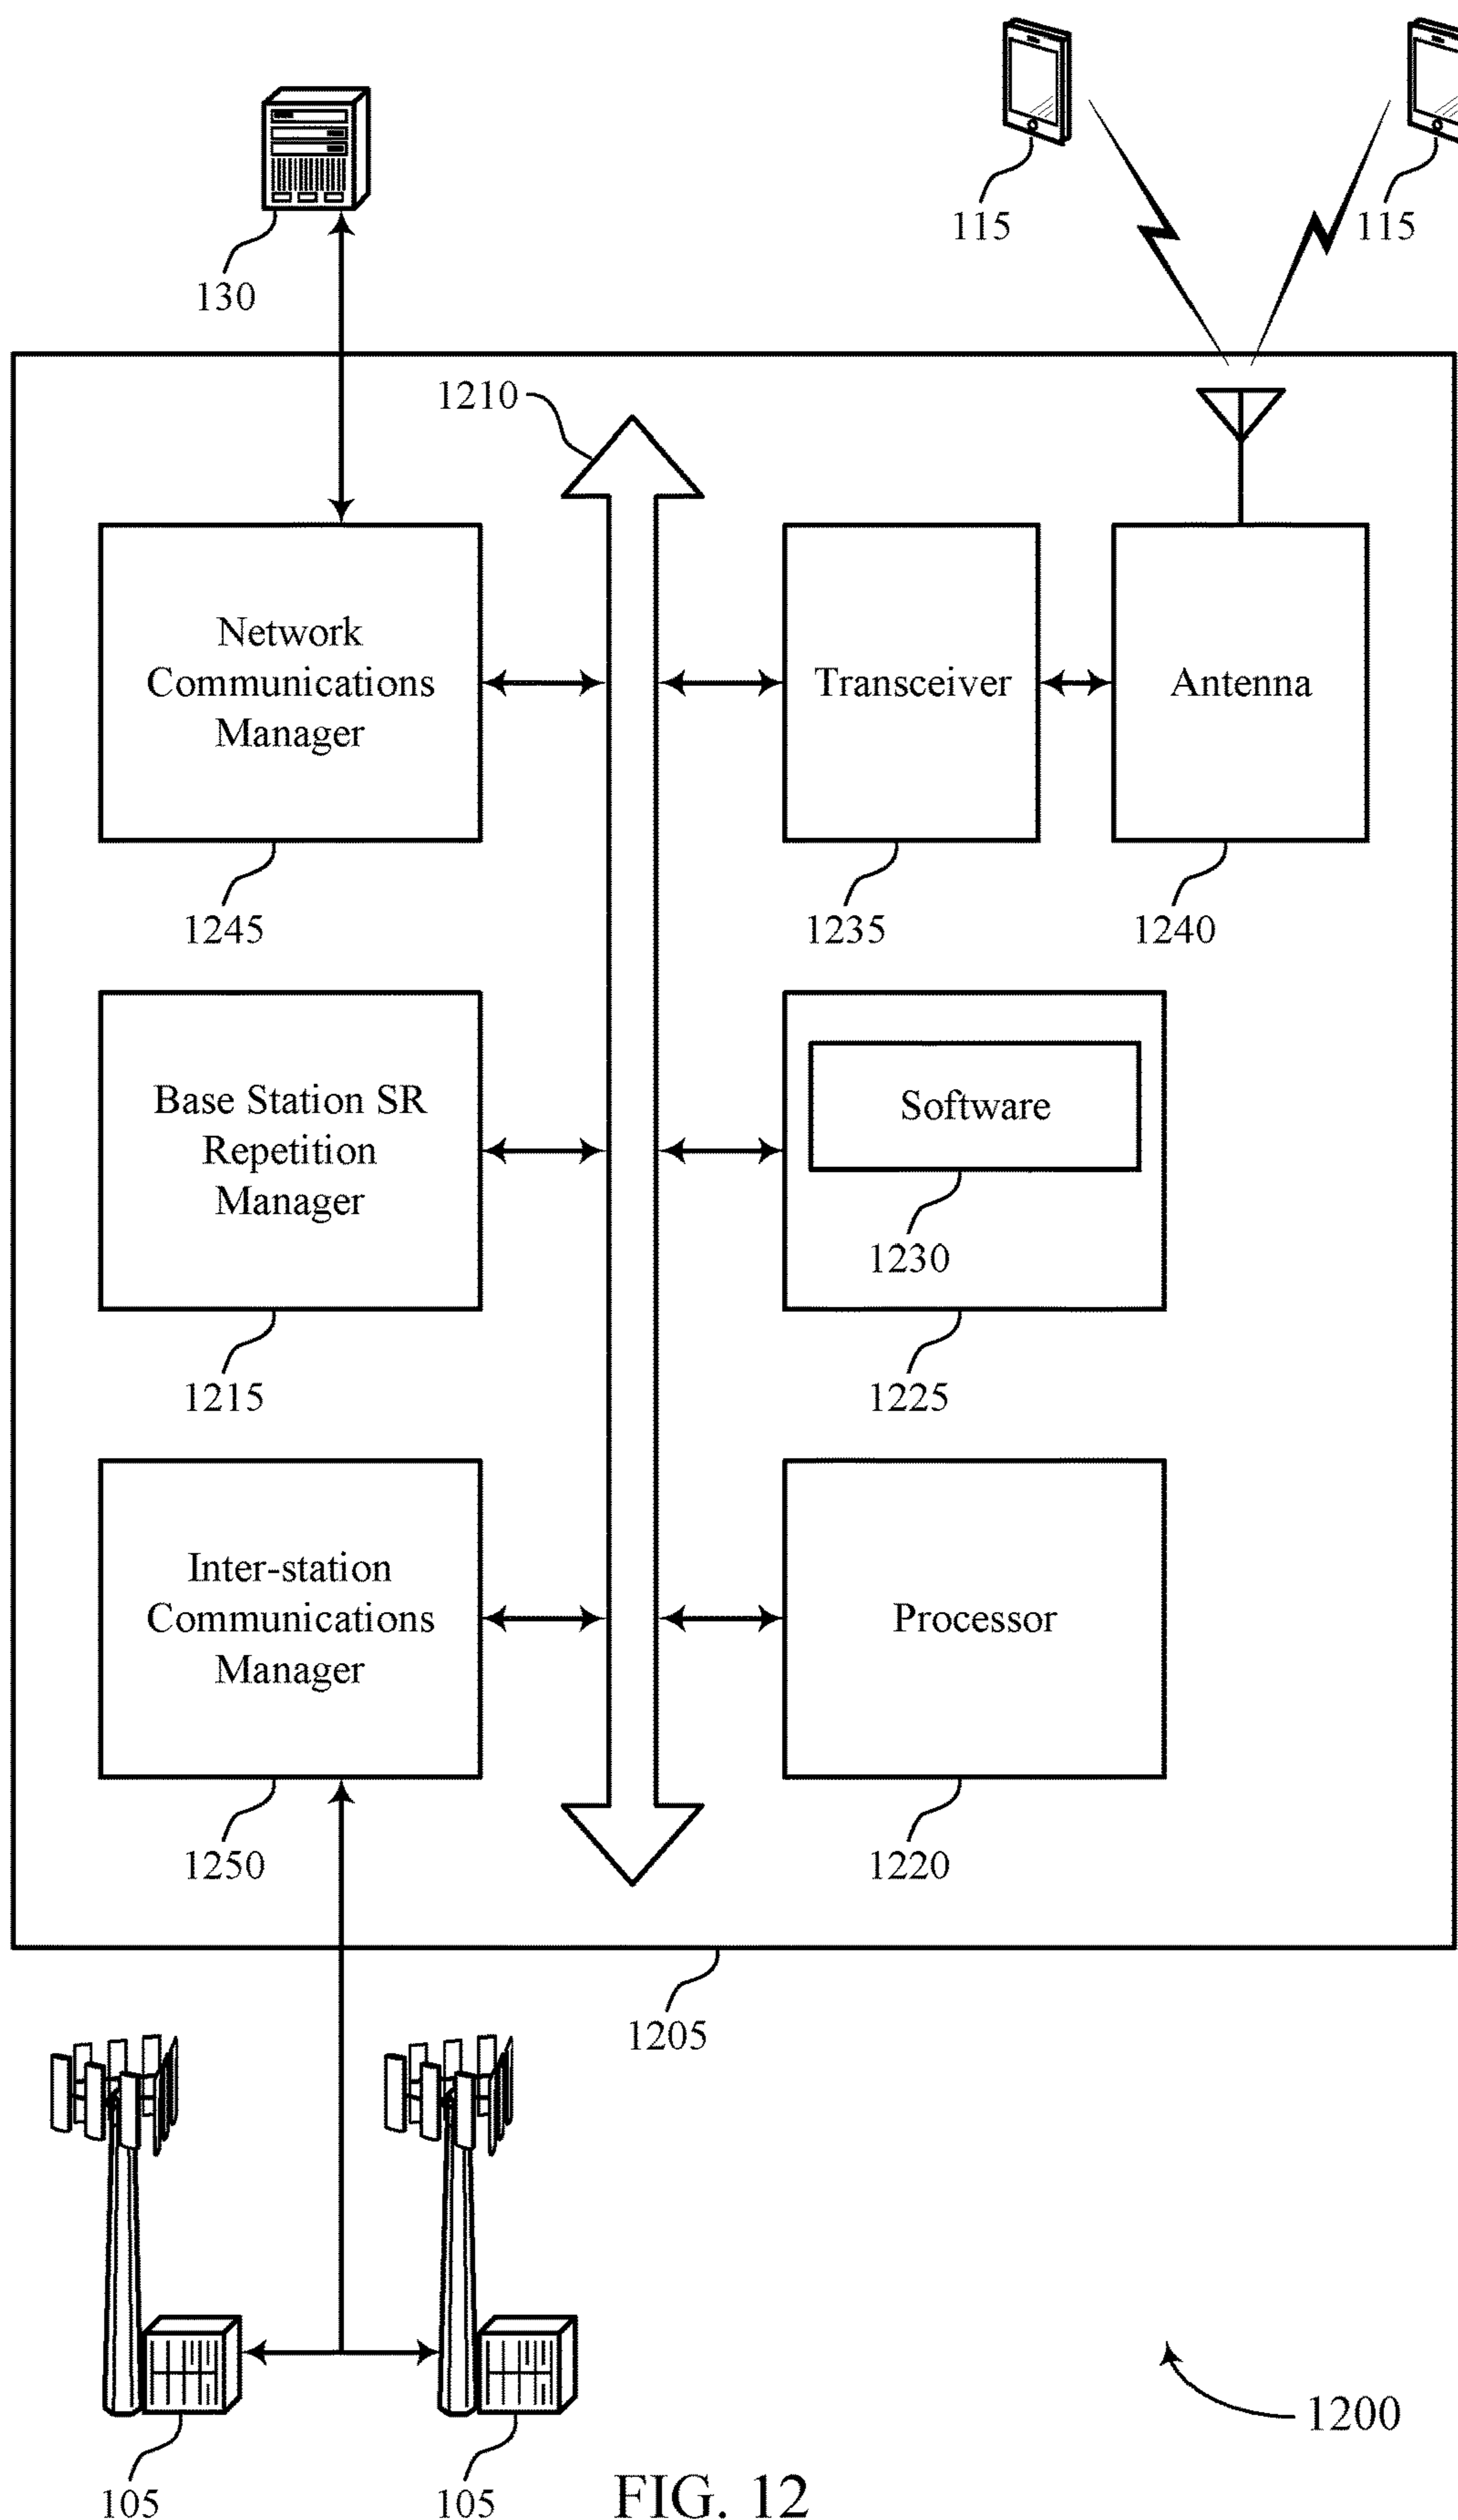 115
115
130
1210
Network
Communications
Manager
Transceiver
Antenna
1245
1235
1240
Base Station SR
Repetition
Manager
Software
1230
1215
1225
Inter-station
Communications
Manager
Processor
1250
1220
1205
1200
105
105
FIG. 12